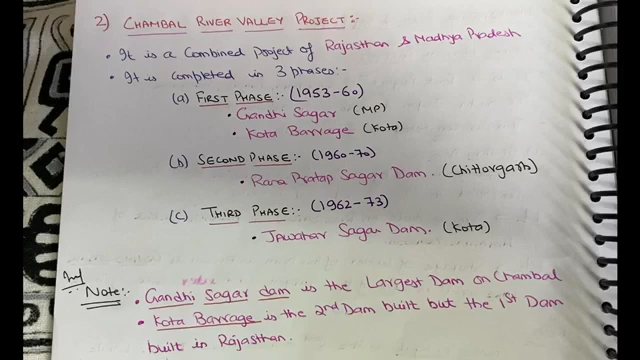 2) CHAMBAL RIVER VALLEY PROJECT:-
• It is a Combined project of Rajasthan & Madhya Pradesh
• It is completed in 3 phases:-
(a) FIRST PHASE:- (1953-60)
• Gandhi Sagar (MP)
• Kota Barrage (Kota)
(b) SECOND PHASE:- (1960-70)
• Rana Pratap Sagar Dam. (Chittorgarh)
(c) THIRD PHASE:- (1962-73)
• Jawahar Sagar Dam. (Kota)
Imf
Note:
• Gandhi Sagar dam is the Largest Dam on Chambal
• Kota Barrage is the 2nd Dam built but the 1st Dam
built in Rajasthan.